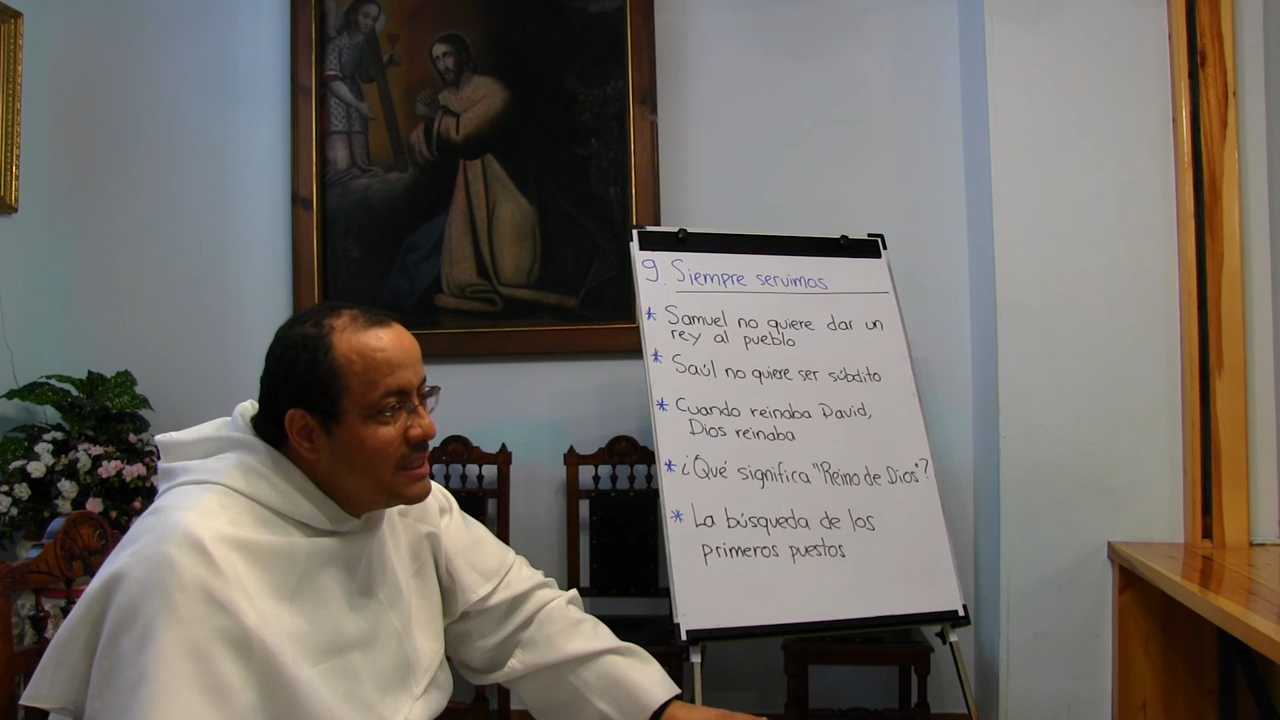 9. Siempre servimos
* Samuel no quiere dar un
rey al pueblo
* Saúl no quiere ser súbdito
* Cuando reinaba David,
Dios reinaba
* ¿Qué significa "Reino de Dios"?
* La búsqueda de los
primeros puestos